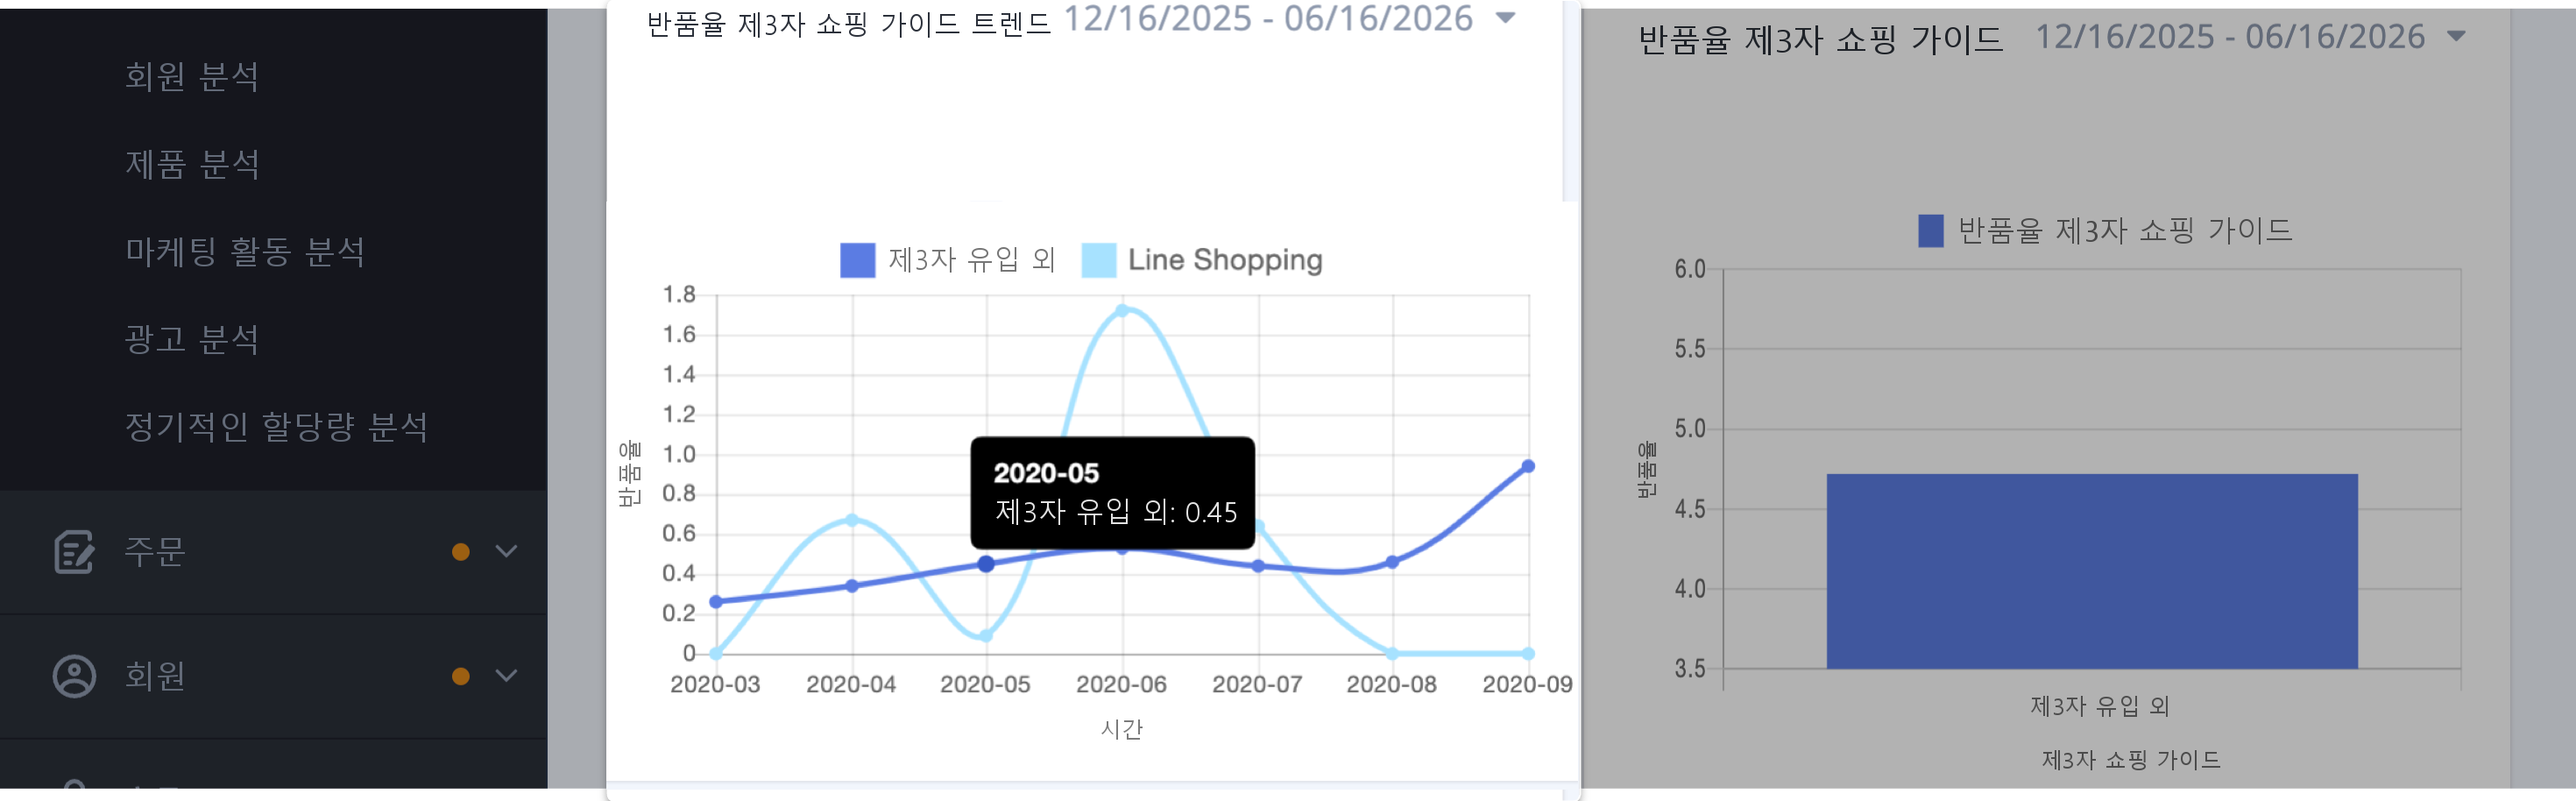 회원 분석
제품 분석
마케팅 활동 분석
광고 분석
정기적인 할당량 분석
주문
회원
반품율 제3자 쇼핑 가이드 트렌드 12/16/2025 - 06/16/2026
제3자 유입 외 Line Shopping
1.8
1.6
1.4
1.2
1.0
0.8
0.6
0.4
0.2
0
반품율
2020-05
제3자 유입 외: 0.45
2020-03 2020-04 2020-05 2020-06 2020-07 2020-08 2020-09
시간
반품율 제3자 쇼핑 가이드 12/16/2025 - 06/16/2026
반품율 제3자 쇼핑 가이드
6.0
5.5
5.0
4.5
4.0
3.5
반품율
제3자 유입 외
제3자 쇼핑 가이드